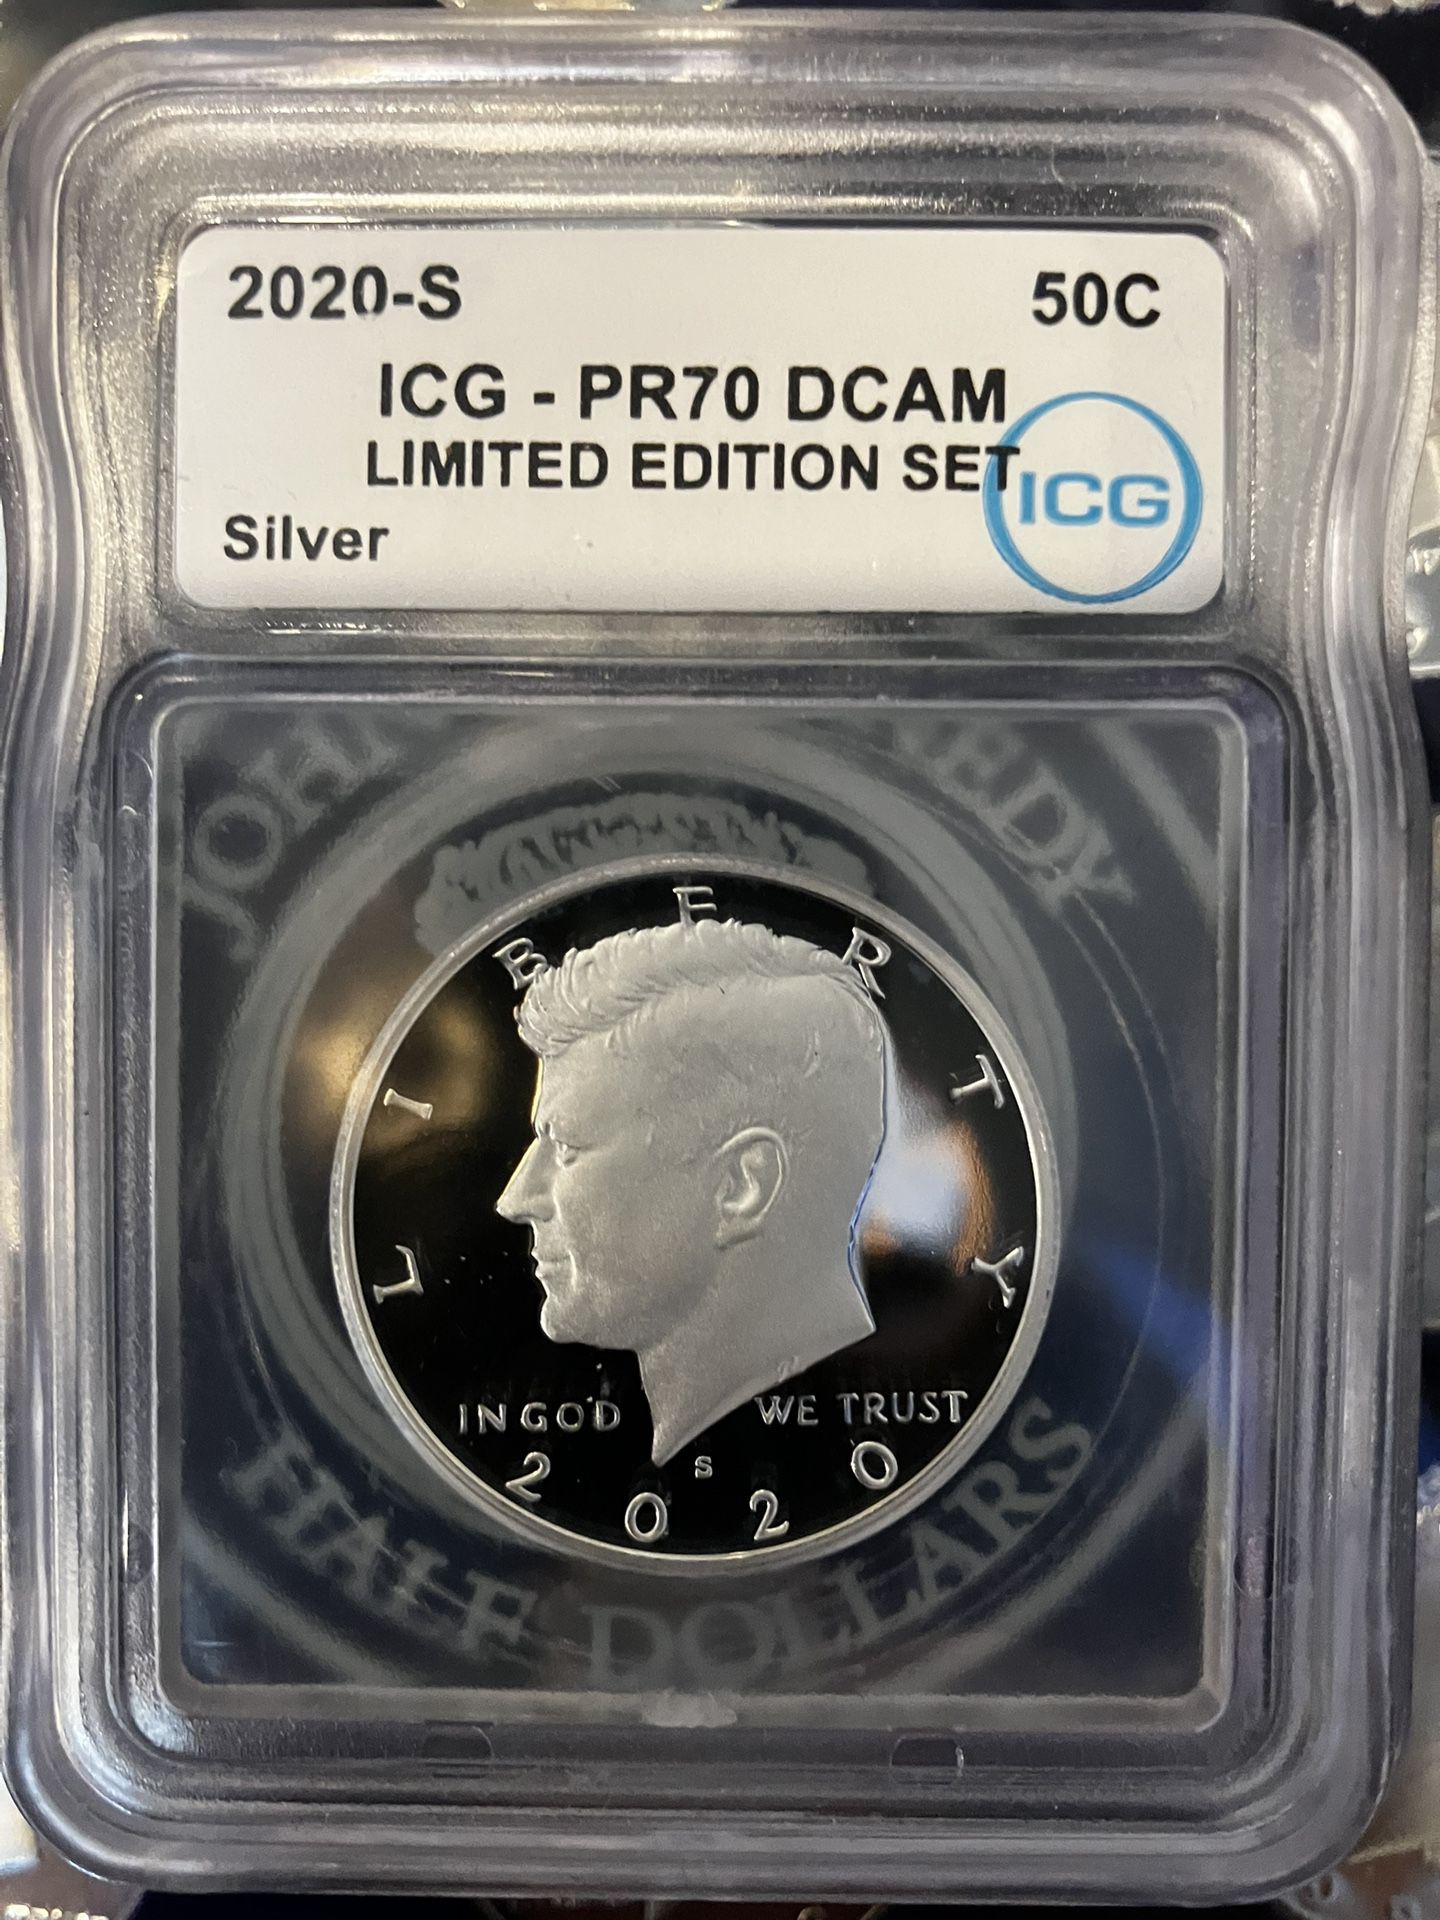 2020-S 50C
ICG - PR70 DCAM
LIMITED EDITION SET
ICG
Silver
LIBERTY
IN GOD WE TRUST
S
2020
HALF DOLLARS